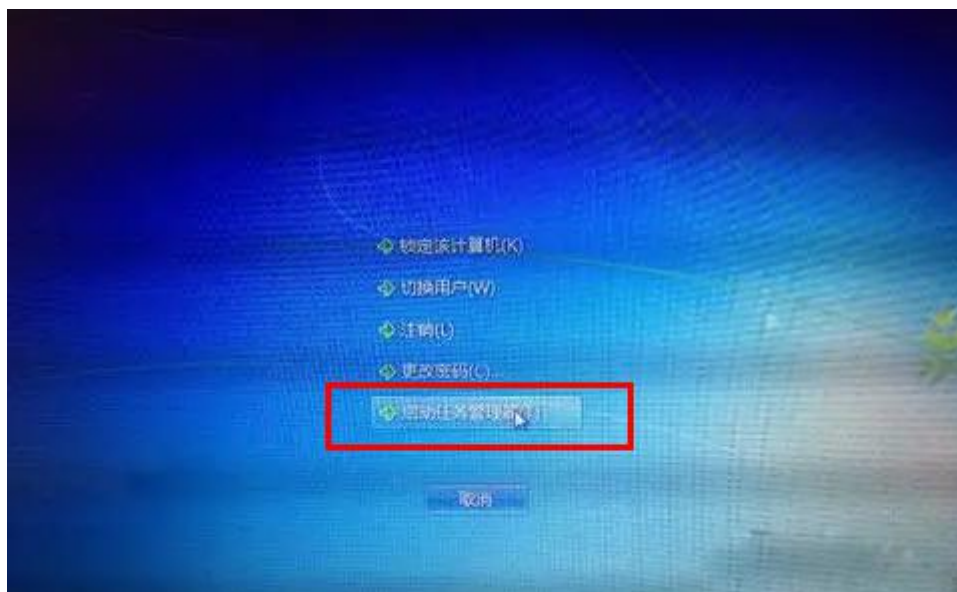 锁定该计算机(K)
切换用户(W)
注销(L)
更改密码(C)...
启动任务管理器(T)
取消